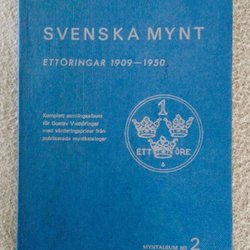 SVENSKA MYNT
ETTÖRINGAR 1909—1950
Komplett samlingsalbum
för Gustav V-ettöringar
med värderingspriser från
publicerade myntkataloger
1
ETT ÖRE
MYNTALBUM NR 2